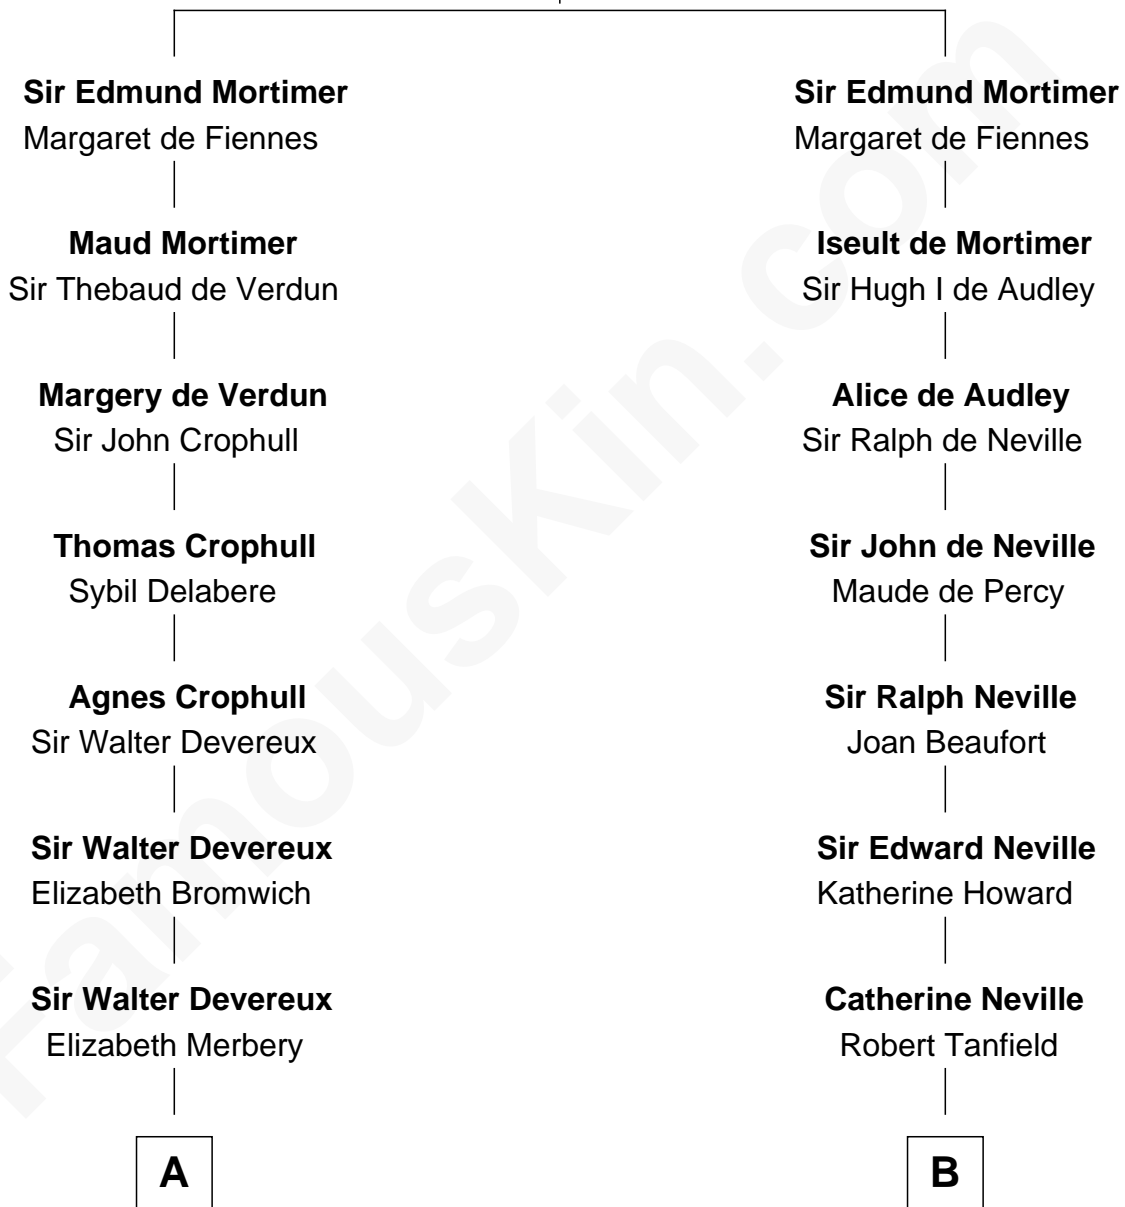 Sir Edmund Mortimer
Margaret de Fiennes
Maud Mortimer
Sir Thebaud de Verdun
Margery de Verdun
Sir John Crophull
Thomas Crophull
Sybil Delabere
Agnes Crophull
Sir Walter Devereux
Sir Walter Devereux
Elizabeth Bromwich
Sir Walter Devereux
Elizabeth Merbery
A
Sir Edmund Mortimer
Margaret de Fiennes
Iseult de Mortimer
Sir Hugh I de Audley
Alice de Audley
Sir Ralph de Neville
Sir John de Neville
Maude de Percy
Sir Ralph Neville
Joan Beaufort
Sir Edward Neville
Katherine Howard
Catherine Neville
Robert Tanfield
B
FamousKin.com